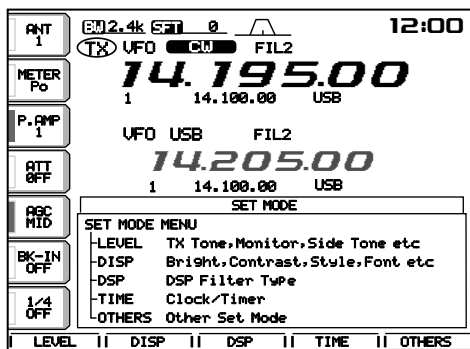 ANT
1
BW 2.4k SFT 0
12:00
TX VFO CW FIL2
METER
Po
14.195.00
1 14.100.00 USB
P.AMP
1
VFO USB FIL2
ATT
OFF
14.205.00
1 14.100.00 USB
AGC
MID
SET MODE
SET MODE MENU
LEVEL TX Tone,Monitor,Side Tone etc
BK-IN
OFF
DISP Bright,Contrast,Style,Font etc
DSP DSP Filter Type
1/4
OFF
TIME Clock/Timer
OTHERS Other Set Mode
LEVEL DISP DSP TIME OTHERS